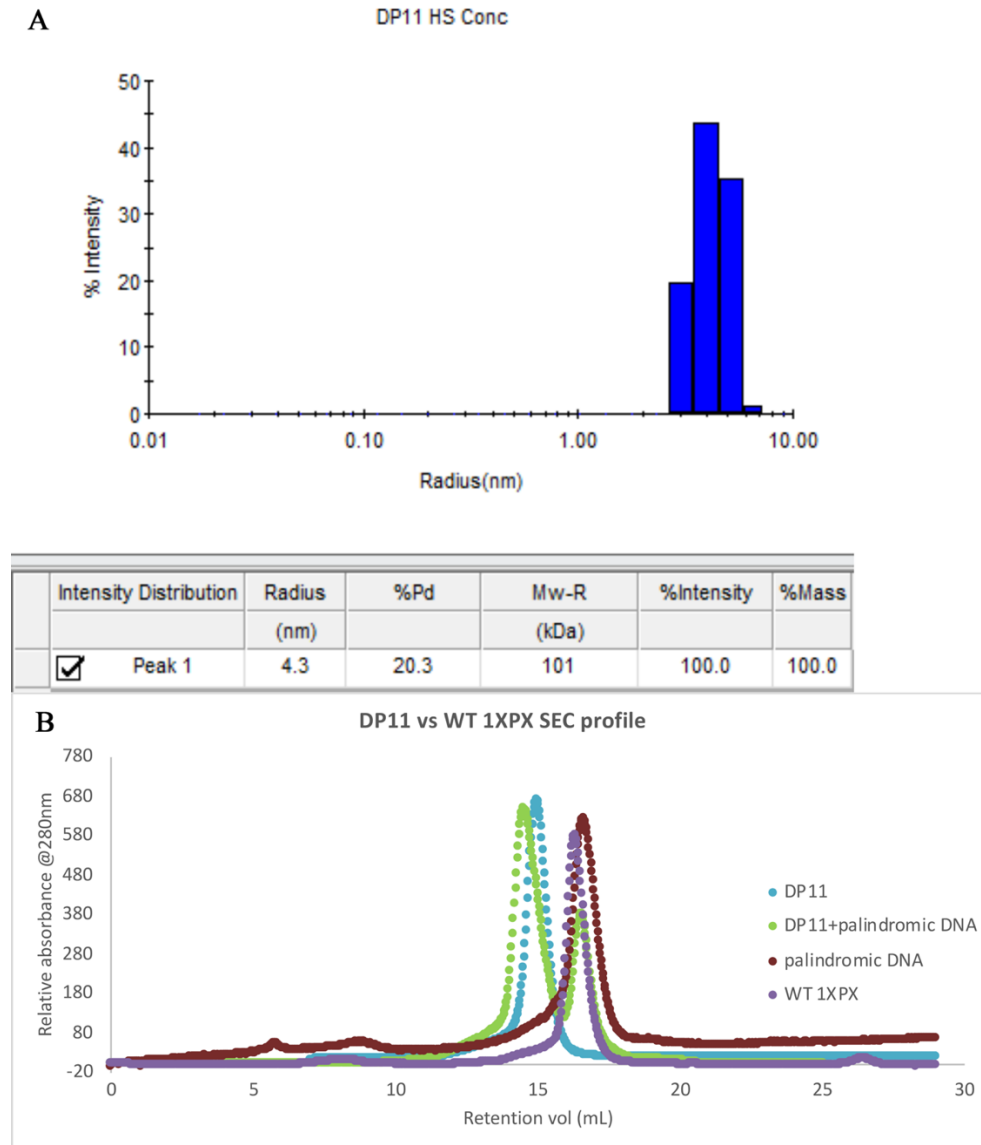 A
DP11 HS Conc
50
40
30
20
10
0
% Intensity
0.01 0.10 1.00 10.00
Radius(nm)
Intensity Distribution Radius %Pd Mw-R %Intensity %Mass
(nm) (kDa)
Peak 1 4.3 20.3 101 100.0 100.0
B
DP11 vs WT 1XPX SEC profile
780
680
580
480
380
280
180
80
-20
Relative absorbance @280nm
0 5 10 15 20 25 30
Retention vol (mL)
DP11
DP11+palindromic DNA
palindromic DNA
WT 1XPX